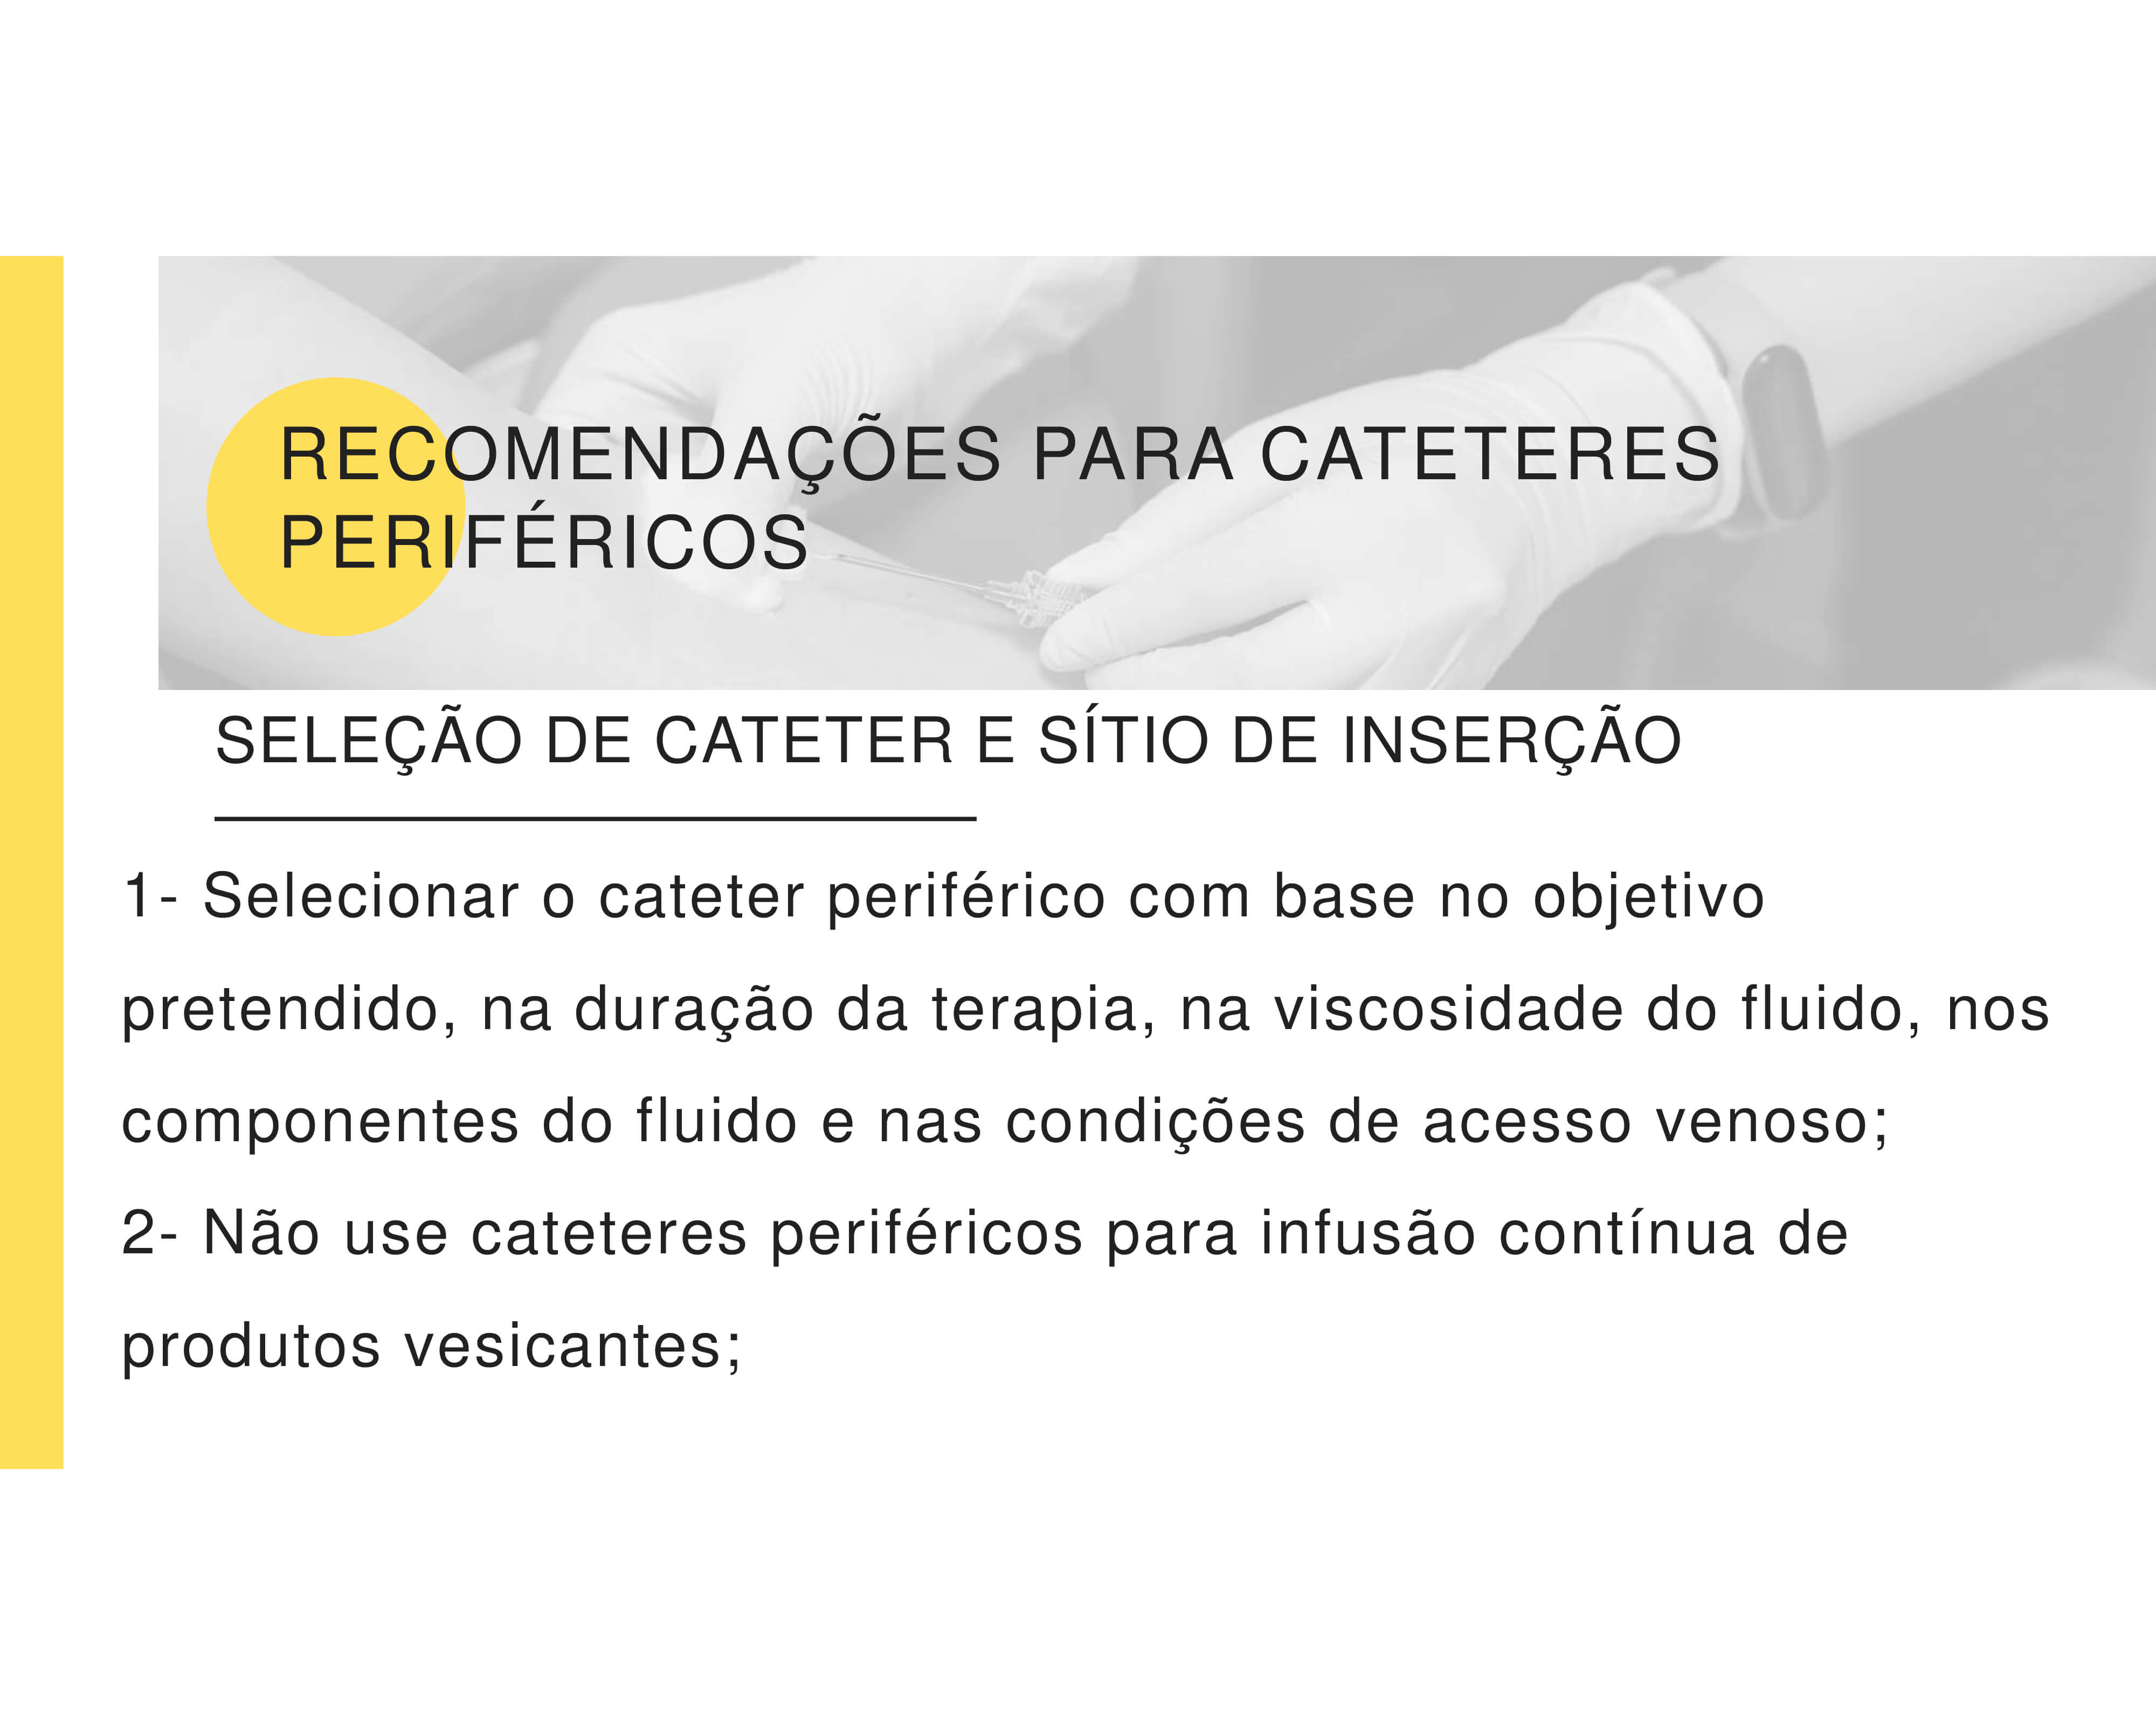 RECOMENDAÇÕES PARA CATETERES
PERIFÉRICOS
SELEÇÃO DE CATETER E SÍTIO DE INSERÇÃO
1- Selecionar o cateter periférico com base no objetivo
pretendido, na duração da terapia, na viscosidade do fluido, nos
componentes do fluido e nas condições de acesso venoso;
2- Não use cateteres periféricos para infusão contínua de
produtos vesicantes;